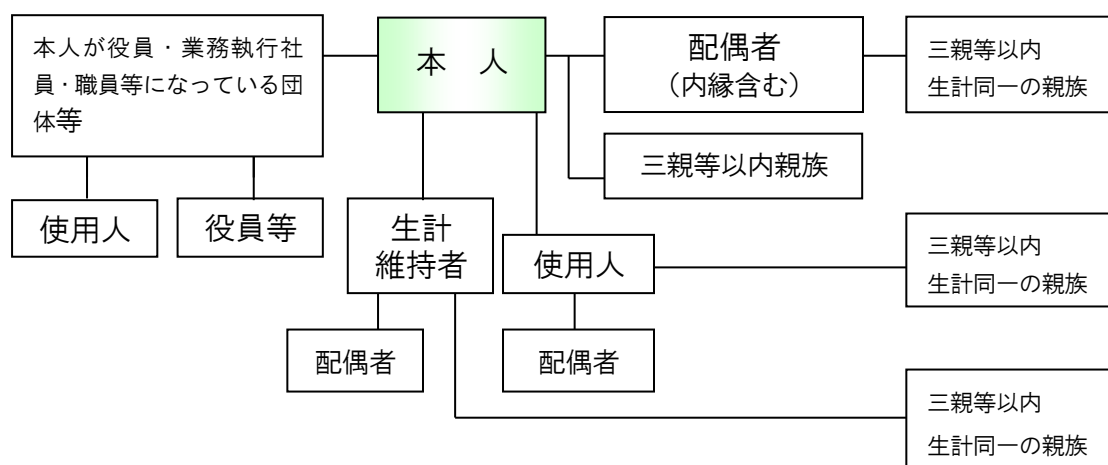 本人が役員・業務執行社
員・職員等になっている団
体等
本　人
配偶者
（内縁含む）
三親等以内
生計同一の親族
三親等以内親族
使用人
役員等
生計
維持者
使用人
三親等以内
生計同一の親族
配偶者
配偶者
三親等以内
生計同一の親族